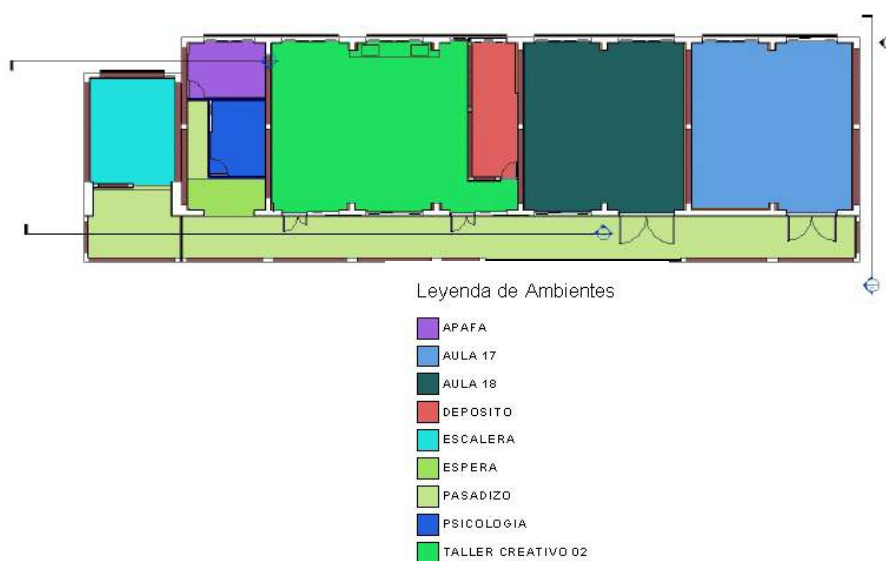 Leyenda de Ambientes
APAFA
AULA 17
AULA 18
DEPOSITO
ESCALERA
ESPERA
PASADIZO
PSICOLOGIA
TALLER CREATIVO 02